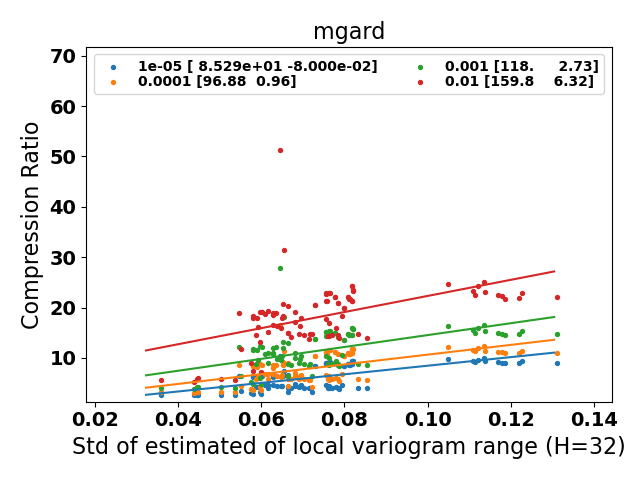 mgard
1e-05 [ 8.529e+01 -8.000e-02]
0.0001 [96.88  0.96]
0.001 [118.     2.73]
0.01 [159.8    6.32]
70
60
50
40
30
20
10
Compression Ratio
0.02 0.04 0.06 0.08 0.10 0.12 0.14
Std of estimated of local variogram range (H=32)